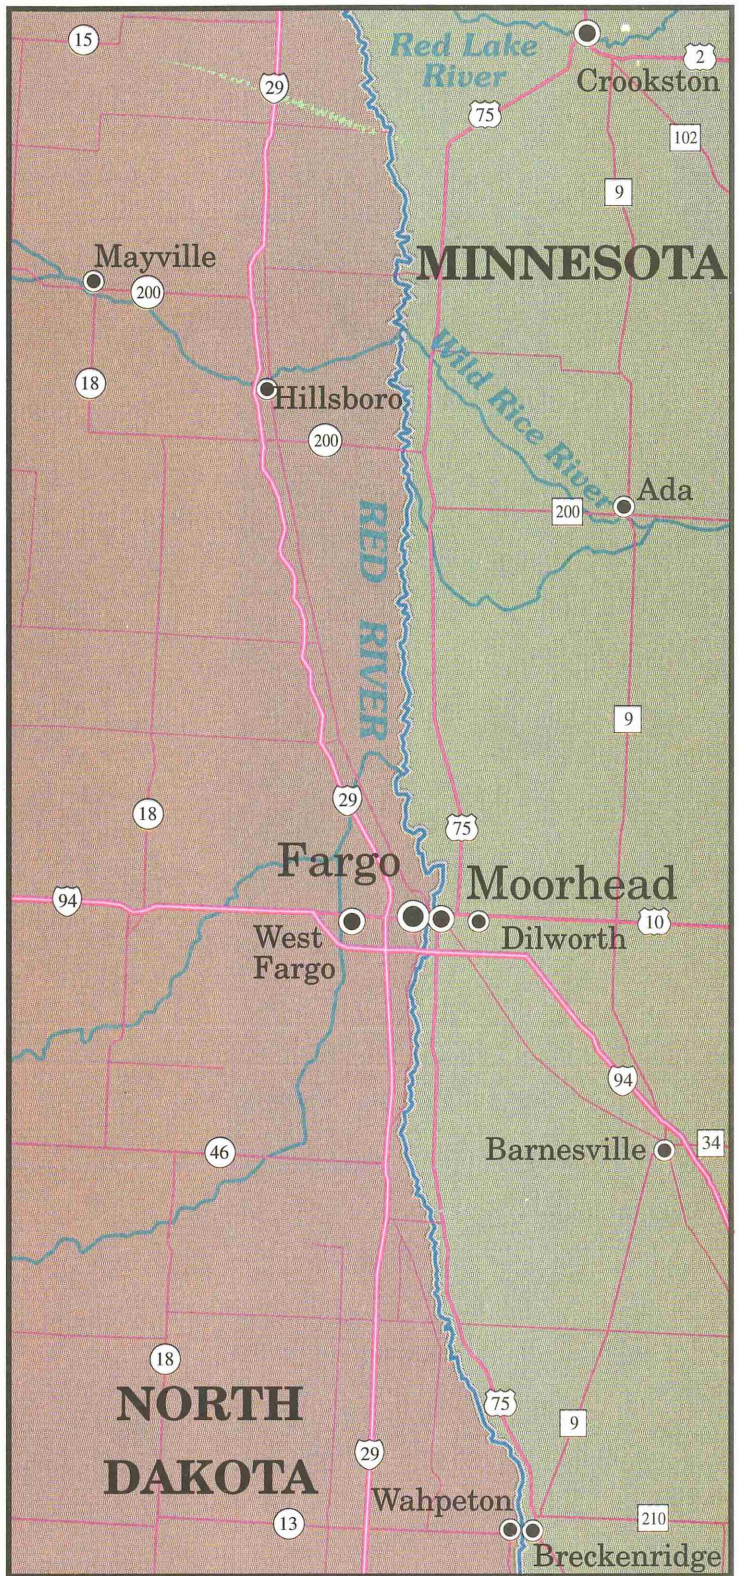 15
29
Red Lake
River
Crookston
2
75
102
9
MINNESOTA
Mayville
200
18
Hillsboro
Wild Rice River
200
Ada
200
RED RIVER
9
29
18
75
Fargo
Moorhead
94
10
West
Fargo
Dilworth
94
Barnesville
34
46
18
NORTH
DAKOTA
75
9
29
Wahpeton
13
210
Breckenridge